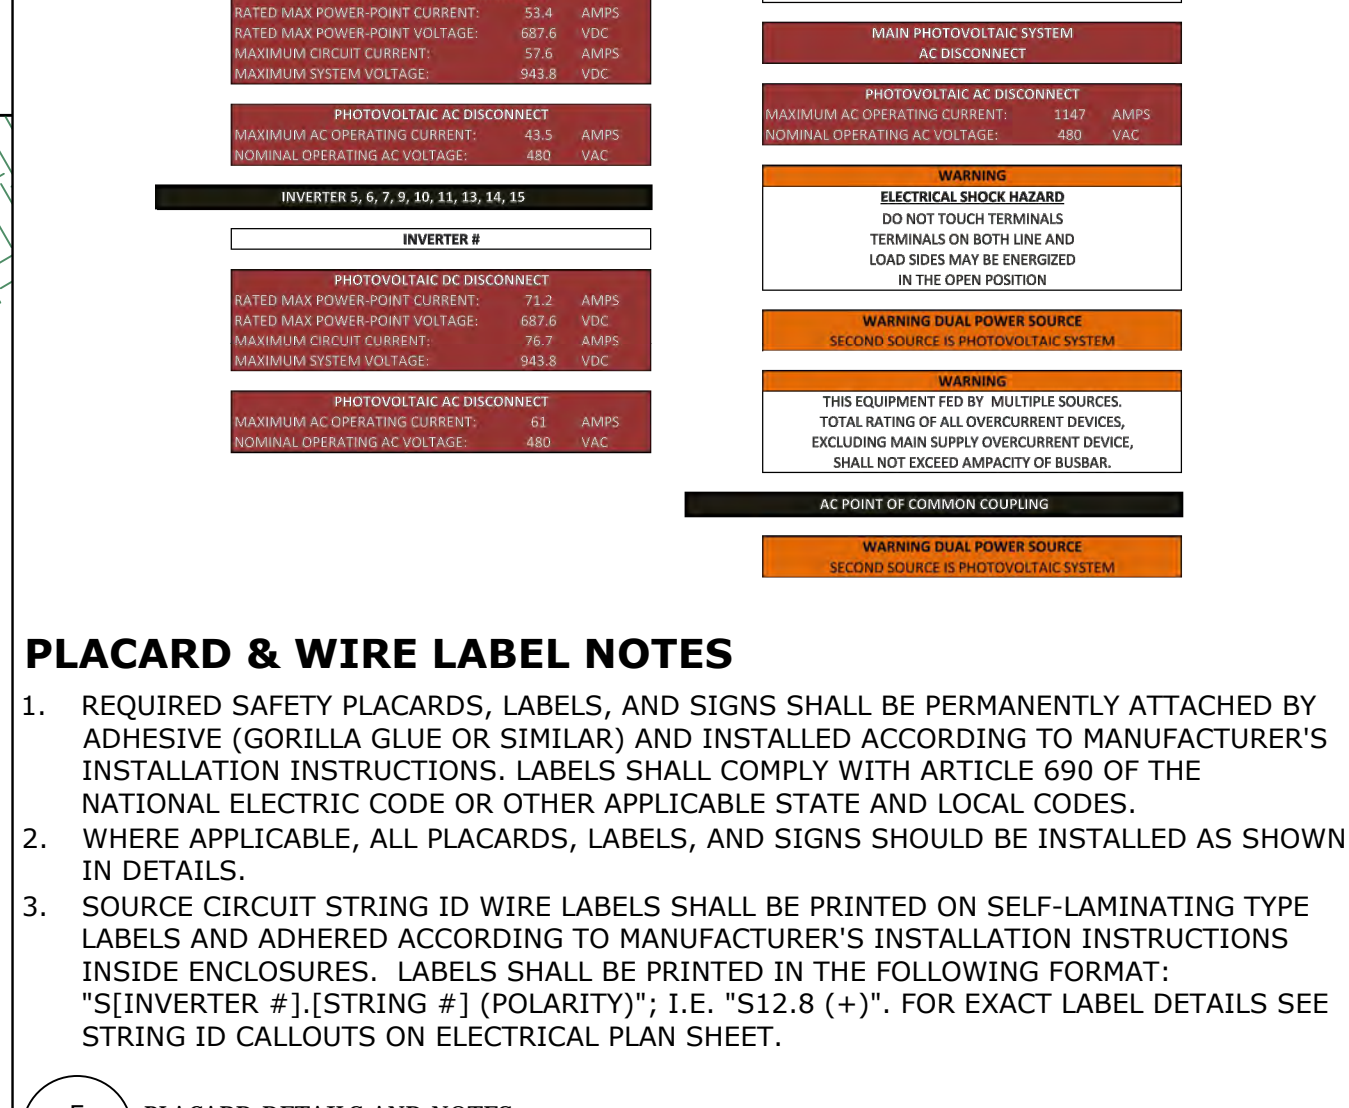 RATED MAX POWER-POINT CURRENT: 53.4 AMPS
RATED MAX POWER-POINT VOLTAGE: 687.6 VDC
MAXIMUM CIRCUIT CURRENT: 57.6 AMPS
MAXIMUM SYSTEM VOLTAGE: 943.8 VDC
PHOTOVOLTAIC AC DISCONNECT
MAXIMUM AC OPERATING CURRENT: 43.5 AMPS
NOMINAL OPERATING AC VOLTAGE: 480 VAC
INVERTER 5, 6, 7, 9, 10, 11, 13, 14, 15
INVERTER #
PHOTOVOLTAIC DC DISCONNECT
RATED MAX POWER-POINT CURRENT: 71.2 AMPS
RATED MAX POWER-POINT VOLTAGE: 687.6 VDC
MAXIMUM CIRCUIT CURRENT: 76.7 AMPS
MAXIMUM SYSTEM VOLTAGE: 943.8 VDC
PHOTOVOLTAIC AC DISCONNECT
MAXIMUM AC OPERATING CURRENT: 61 AMPS
NOMINAL OPERATING AC VOLTAGE: 480 VAC
MAIN PHOTOVOLTAIC SYSTEM
AC DISCONNECT
PHOTOVOLTAIC AC DISCONNECT
MAXIMUM AC OPERATING CURRENT: 1147 AMPS
NOMINAL OPERATING AC VOLTAGE: 480 VAC
WARNING
ELECTRICAL SHOCK HAZARD
DO NOT TOUCH TERMINALS
TERMINALS ON BOTH LINE AND
LOAD SIDES MAY BE ENERGIZED
IN THE OPEN POSITION
WARNING DUAL POWER SOURCE
SECOND SOURCE IS PHOTOVOLTAIC SYSTEM
WARNING
THIS EQUIPMENT FED BY MULTIPLE SOURCES.
TOTAL RATING OF ALL OVERCURRENT DEVICES,
EXCLUDING MAIN SUPPLY OVERCURRENT DEVICE,
SHALL NOT EXCEED AMPACITY OF BUSBAR.
AC POINT OF COMMON COUPLING
WARNING DUAL POWER SOURCE
SECOND SOURCE IS PHOTOVOLTAIC SYSTEM
PLACARD & WIRE LABEL NOTES
1. REQUIRED SAFETY PLACARDS, LABELS, AND SIGNS SHALL BE PERMANENTLY ATTACHED BY
ADHESIVE (GORILLA GLUE OR SIMILAR) AND INSTALLED ACCORDING TO MANUFACTURER'S
INSTALLATION INSTRUCTIONS. LABELS SHALL COMPLY WITH ARTICLE 690 OF THE
NATIONAL ELECTRIC CODE OR OTHER APPLICABLE STATE AND LOCAL CODES.
2. WHERE APPLICABLE, ALL PLACARDS, LABELS, AND SIGNS SHOULD BE INSTALLED AS SHOWN
IN DETAILS.
3. SOURCE CIRCUIT STRING ID WIRE LABELS SHALL BE PRINTED ON SELF-LAMINATING TYPE
LABELS AND ADHERED ACCORDING TO MANUFACTURER'S INSTALLATION INSTRUCTIONS
INSIDE ENCLOSURES. LABELS SHALL BE PRINTED IN THE FOLLOWING FORMAT:
"S[INVERTER #].[STRING #] (POLARITY)"; I.E. "S12.8 (+)". FOR EXACT LABEL DETAILS SEE
STRING ID CALLOUTS ON ELECTRICAL PLAN SHEET.
PLACARD DETAILS AND NOTES